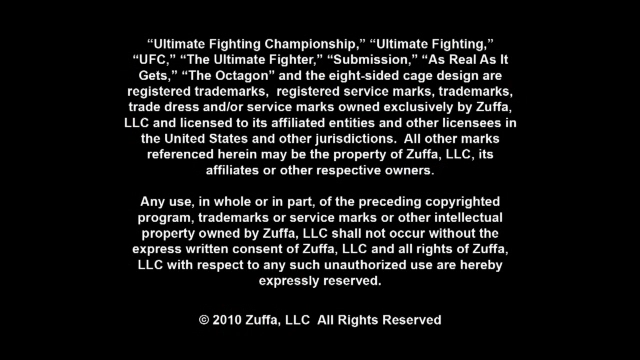 “Ultimate Fighting Championship,” “Ultimate Fighting,”
“UFC,” “The Ultimate Fighter,” “Submission,” “As Real As It
Gets,” “The Octagon” and the eight-sided cage design are
registered trademarks,  registered service marks, trademarks,
trade dress and/or service marks owned exclusively by Zuffa,
LLC and licensed to its affiliated entities and other licensees in
the United States and other jurisdictions.  All other marks
referenced herein may be the property of Zuffa, LLC, its
affiliates or other respective owners.
Any use, in whole or in part, of the preceding copyrighted
program, trademarks or service marks or other intellectual
property owned by Zuffa, LLC shall not occur without the
express written consent of Zuffa, LLC and all rights of Zuffa,
LLC with respect to any such unauthorized use are hereby
expressly reserved.
© 2010 Zuffa, LLC  All Rights Reserved